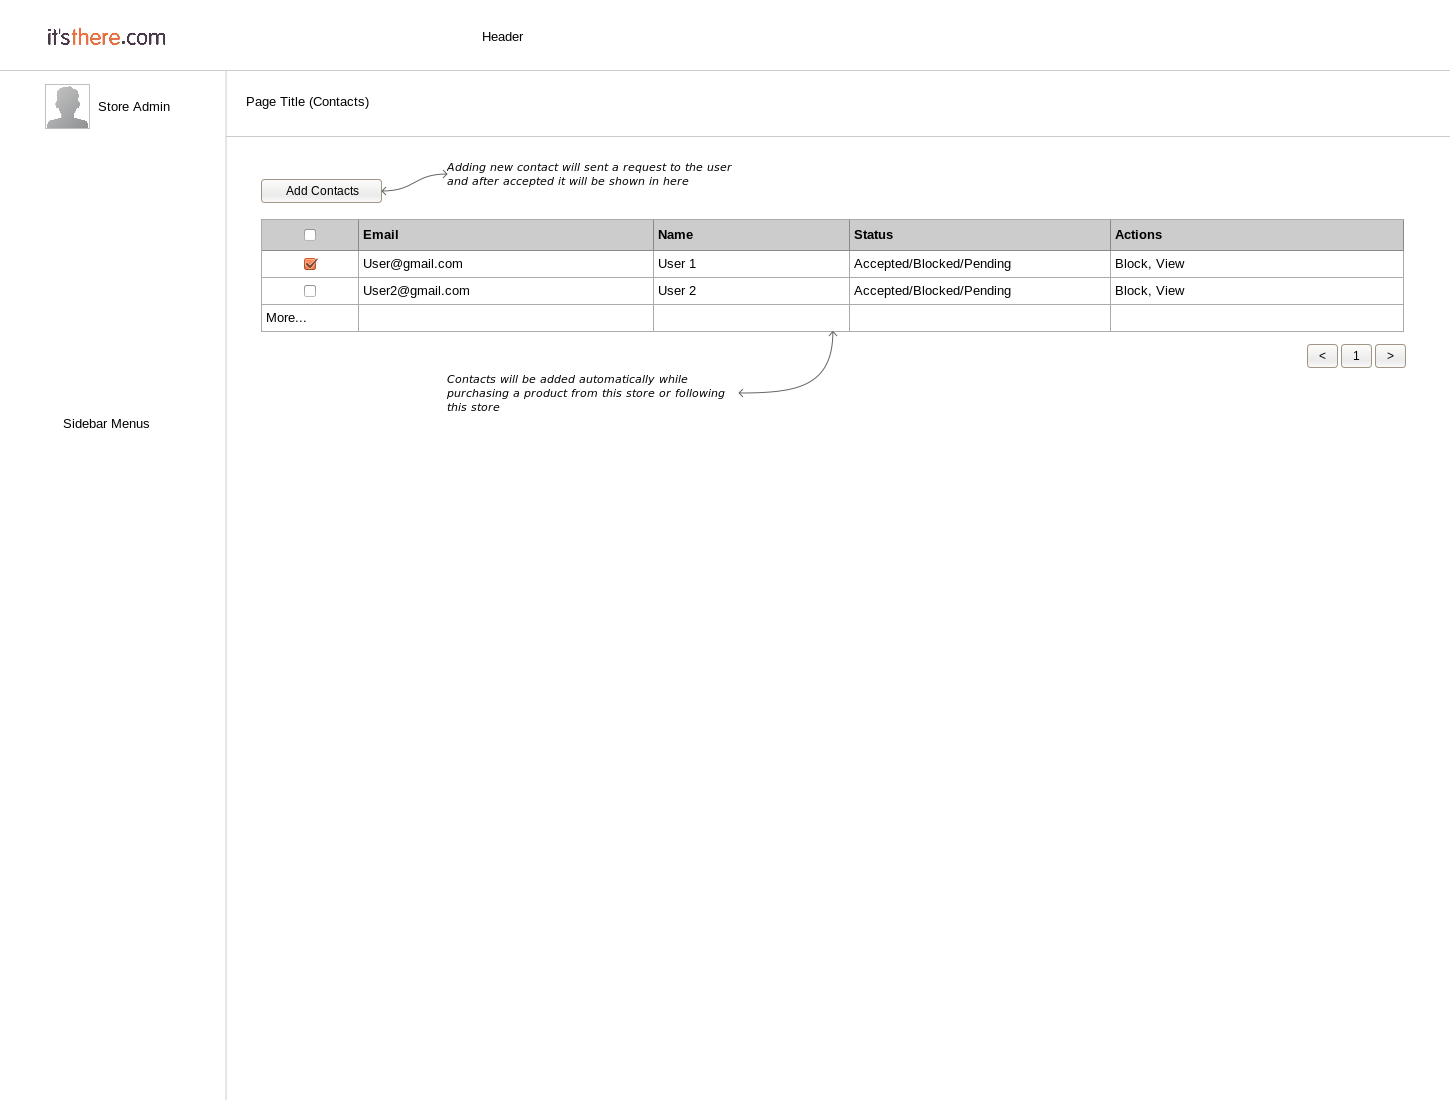 it'sthere.com
Header
Store Admin
Page Title (Contacts)
Adding new contact will sent a request to the user
and after accepted it will be shown in here
Add Contacts
Email Name Status Actions
User@gmail.com User 1 Accepted/Blocked/Pending Block, View
User2@gmail.com User 2 Accepted/Blocked/Pending Block, View
More...
< 1 >
Contacts will be added automatically while
purchasing a product from this store or following
this store
Sidebar Menus